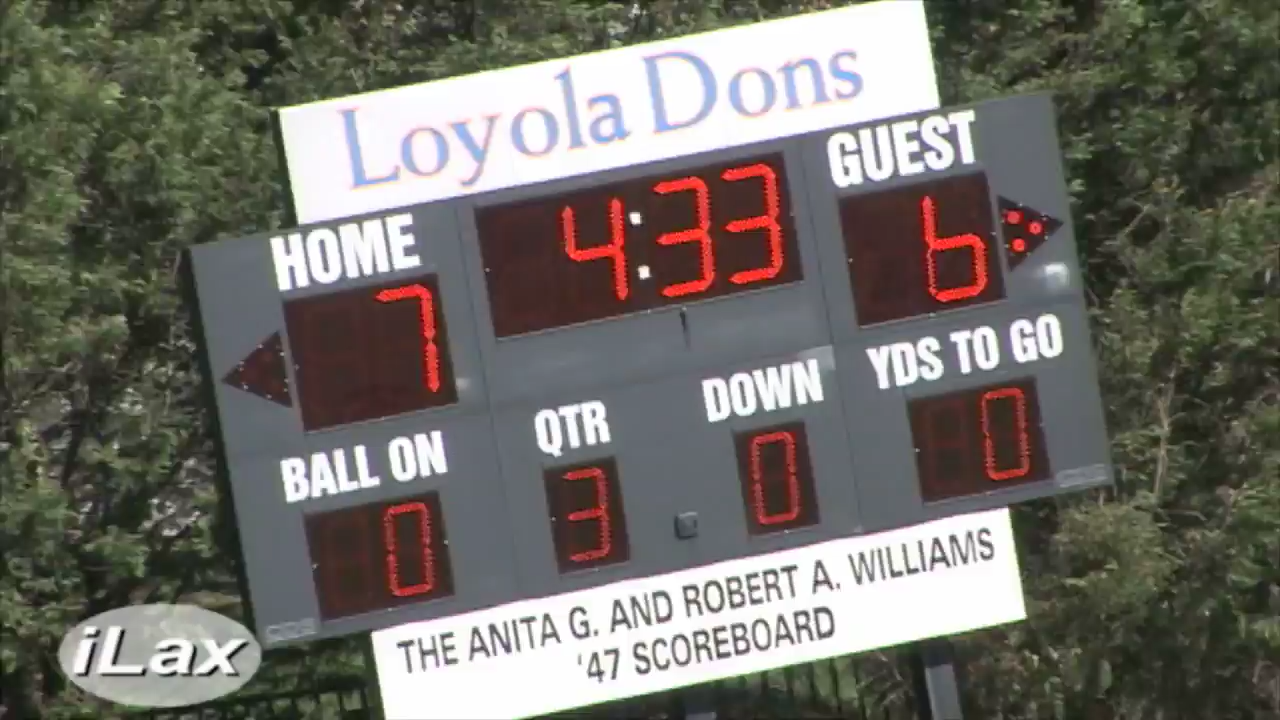 Loyola Dons
HOME
4:33
GUEST
7
6
BALL ON
QTR
DOWN
YDS TO GO
0
3
0
0
THE ANITA G. AND ROBERT A. WILLIAMS
'47 SCOREBOARD
iLax